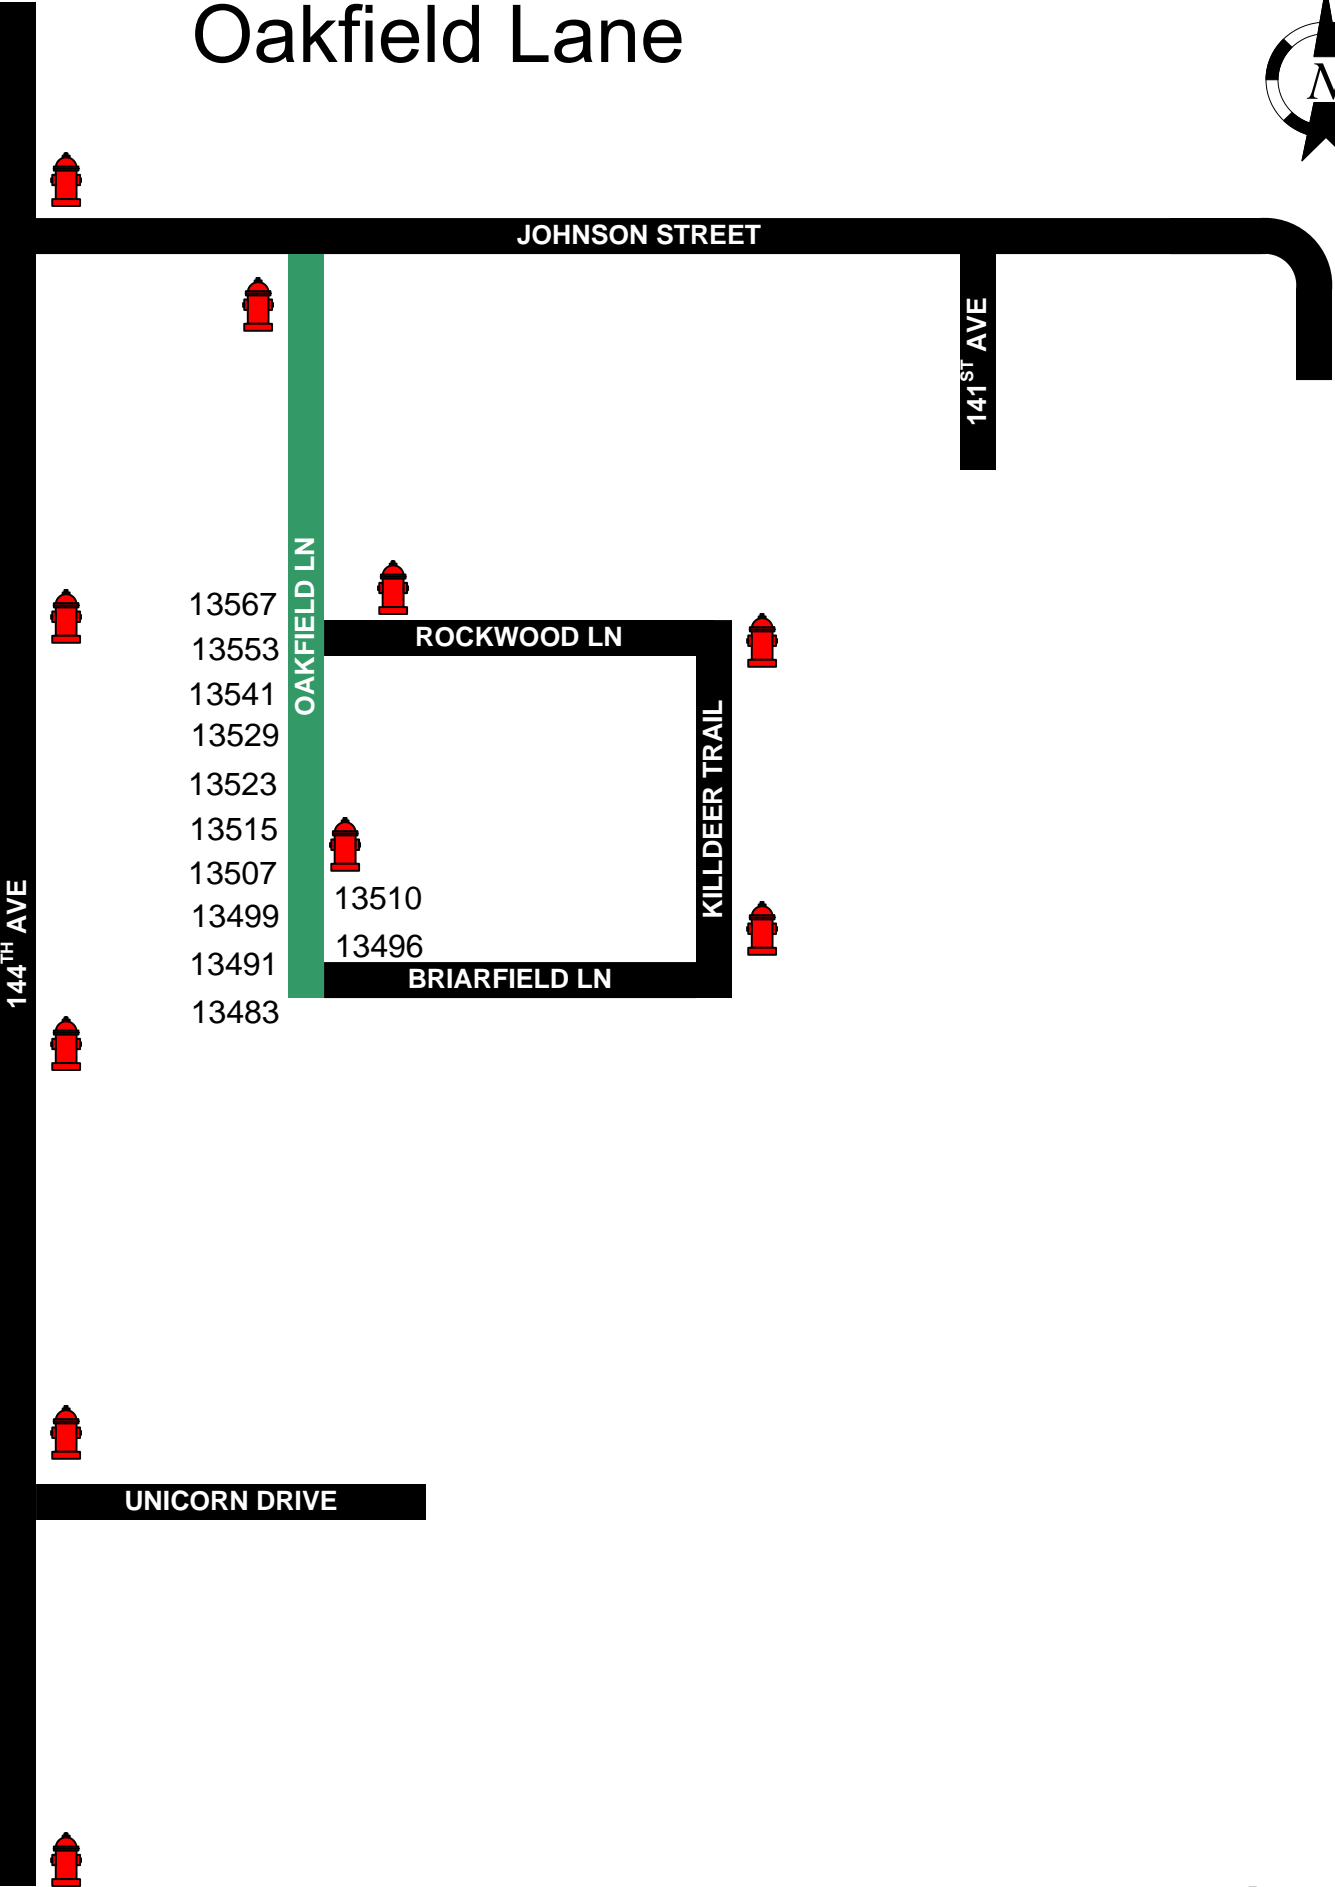 Oakfield Lane
N
JOHNSON STREET
141ST AVE
OAKFIELD LN
13567
ROCKWOOD LN
13553
13541
13529
KILLDEER TRAIL
13523
13515
13507
13510
13499
13496
13491
BRIARFIELD LN
13483
144TH AVE
UNICORN DRIVE